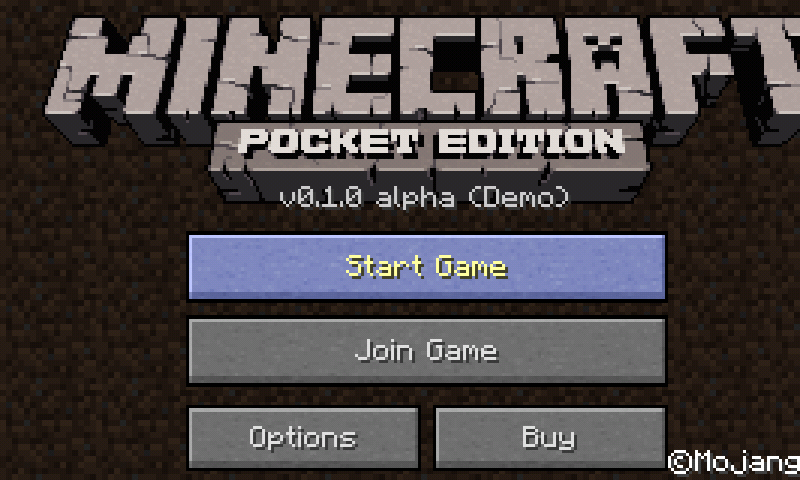 MINECRAFT
POCKET EDITION
v0.1.0 alpha (Demo)
Start Game
Join Game
Options
Buy
©Mojang